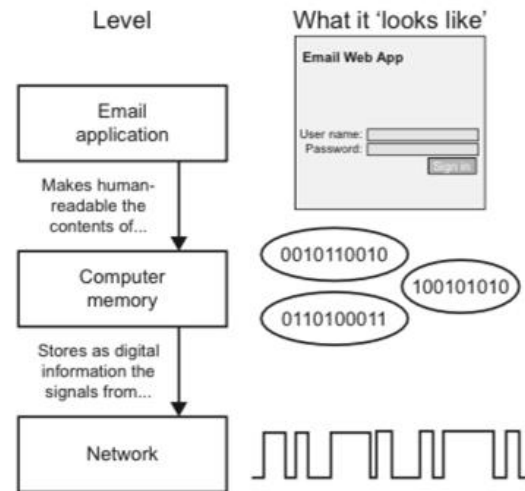 Level
What it ‘looks like’
Email Web App
User name:
Password:
Sign in
Email
application
Makes human-
readable the
contents of...
Computer
memory
0010110010
100101010
0110100011
Stores as digital
information the
signals from...
Network